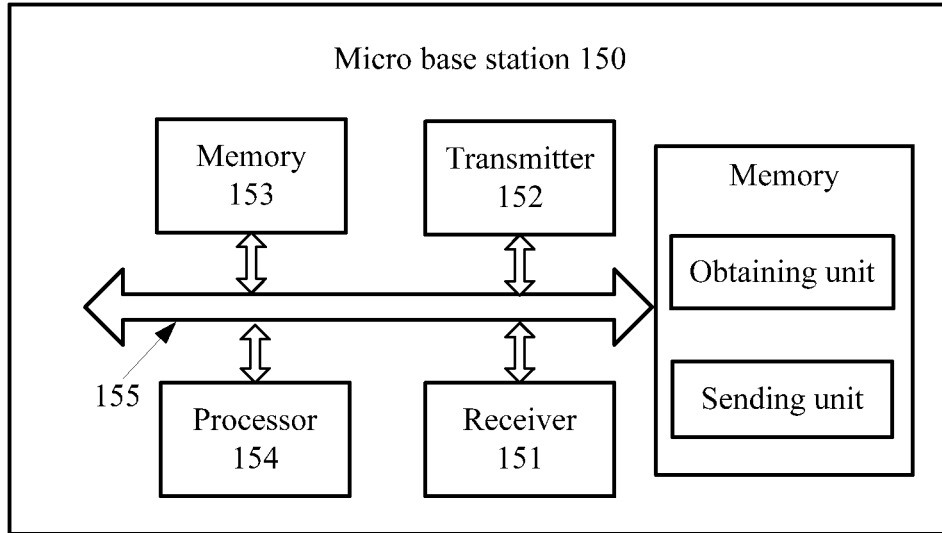 Micro base station 150
Memory
153
Transmitter
152
Memory
Obtaining unit
Sending unit
155
Processor
154
Receiver
151